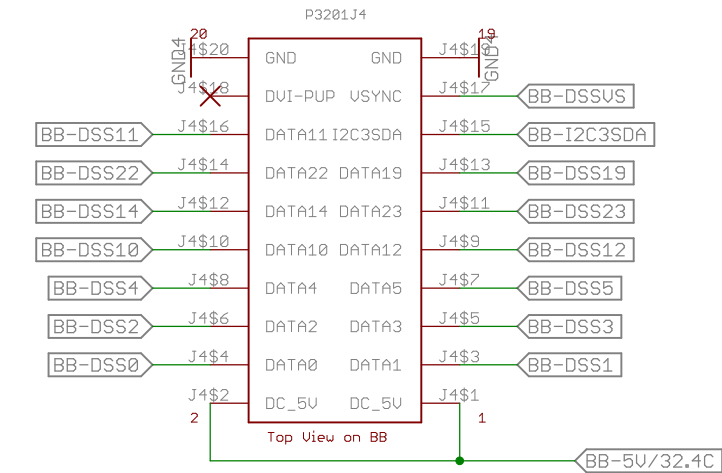 P3201J4
20 19
GND4 J4$20 GND GND J4$19 GND4
J4$18 DVI-PUP VSYNC J4$17 BB-DSSVS
BB-DSS11 J4$16 DATA11 I2C3SDA J4$15 BB-I2C3SDA
BB-DSS22 J4$14 DATA22 DATA19 J4$13 BB-DSS19
BB-DSS14 J4$12 DATA14 DATA23 J4$11 BB-DSS23
BB-DSS10 J4$10 DATA10 DATA12 J4$9 BB-DSS12
BB-DSS4 J4$8 DATA4 DATA5 J4$7 BB-DSS5
BB-DSS2 J4$6 DATA2 DATA3 J4$5 BB-DSS3
BB-DSS0 J4$4 DATA0 DATA1 J4$3 BB-DSS1
J4$2 DC_5V DC_5V J4$1
2 1
Top View on BB
BB-5V/32.4C